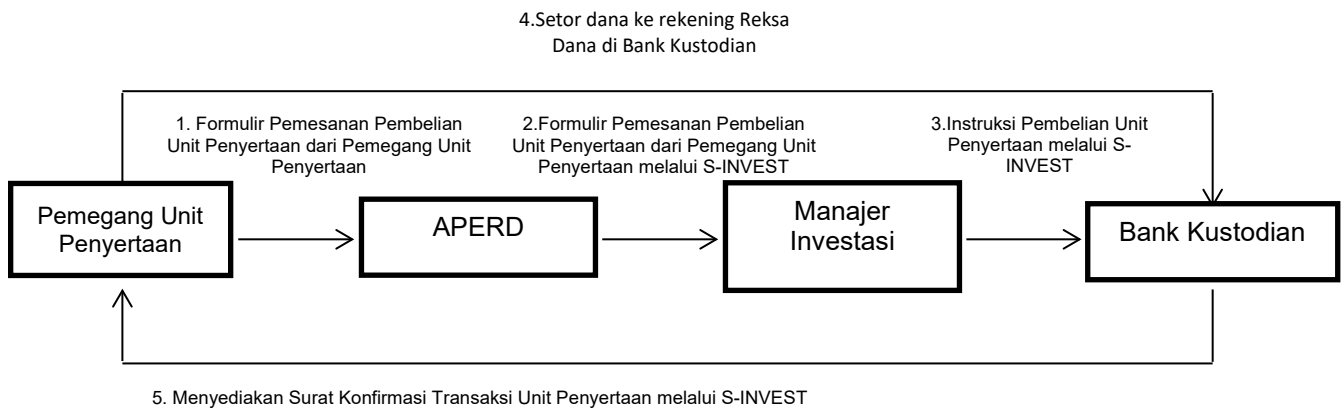 4.Setor dana ke rekening Reksa
Dana di Bank Kustodian
1. Formulir Pemesanan Pembelian
Unit Penyertaan dari Pemegang Unit
Penyertaan
2.Formulir Pemesanan Pembelian
Unit Penyertaan dari Pemegang Unit
Penyertaan melalui S-INVEST
3.Instruksi Pembelian Unit
Penyertaan melalui S-
INVEST
Pemegang Unit
Penyertaan
APERD
Manajer
Investasi
Bank Kustodian
5. Menyediakan Surat Konfirmasi Transaksi Unit Penyertaan melalui S-INVEST